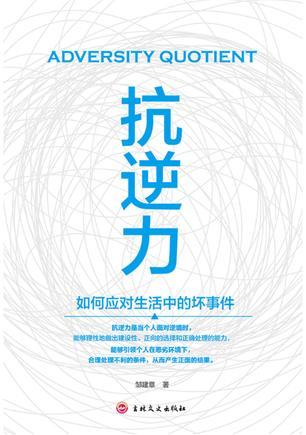 ADVERSITY QUOTIENT
抗逆力
如何应对生活中的坏事件
抗逆力是当个人面对逆境时，
能够理性地做出建设性、正向的选择和正确处理的能力，
能够引领个人在恶劣环境下，
合理处理不利的条件，从而产生正面的结果。
邹建章 著
吉林文史出版社